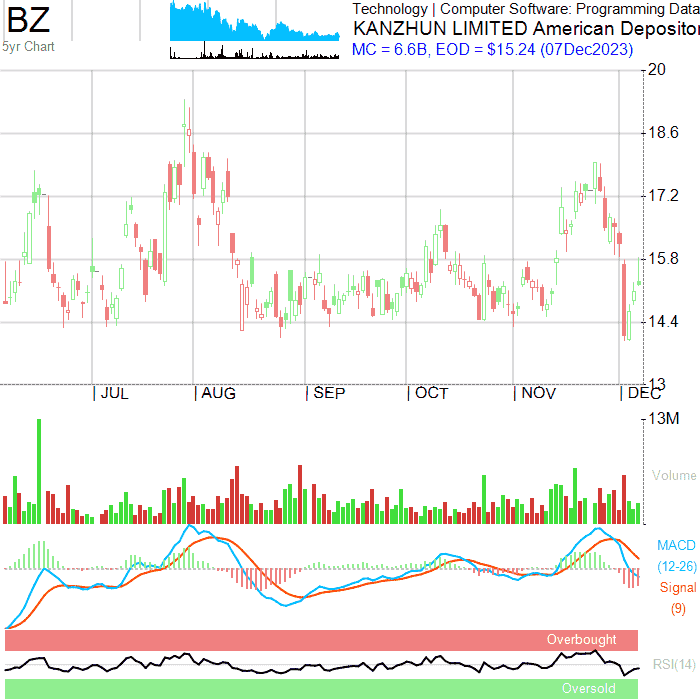 BZ
5yr Chart
Technology | Computer Software: Programming Data
KANZHUN LIMITED American Depositor
MC = 6.6B, EOD = $15.24 (07Dec2023)
20
18.6
17.2
15.8
14.4
13
JUL AUG SEP OCT NOV DEC
13M
Volume
MACD
(12-26)
Signal
(9)
Overbought
RSI(14)
Oversold